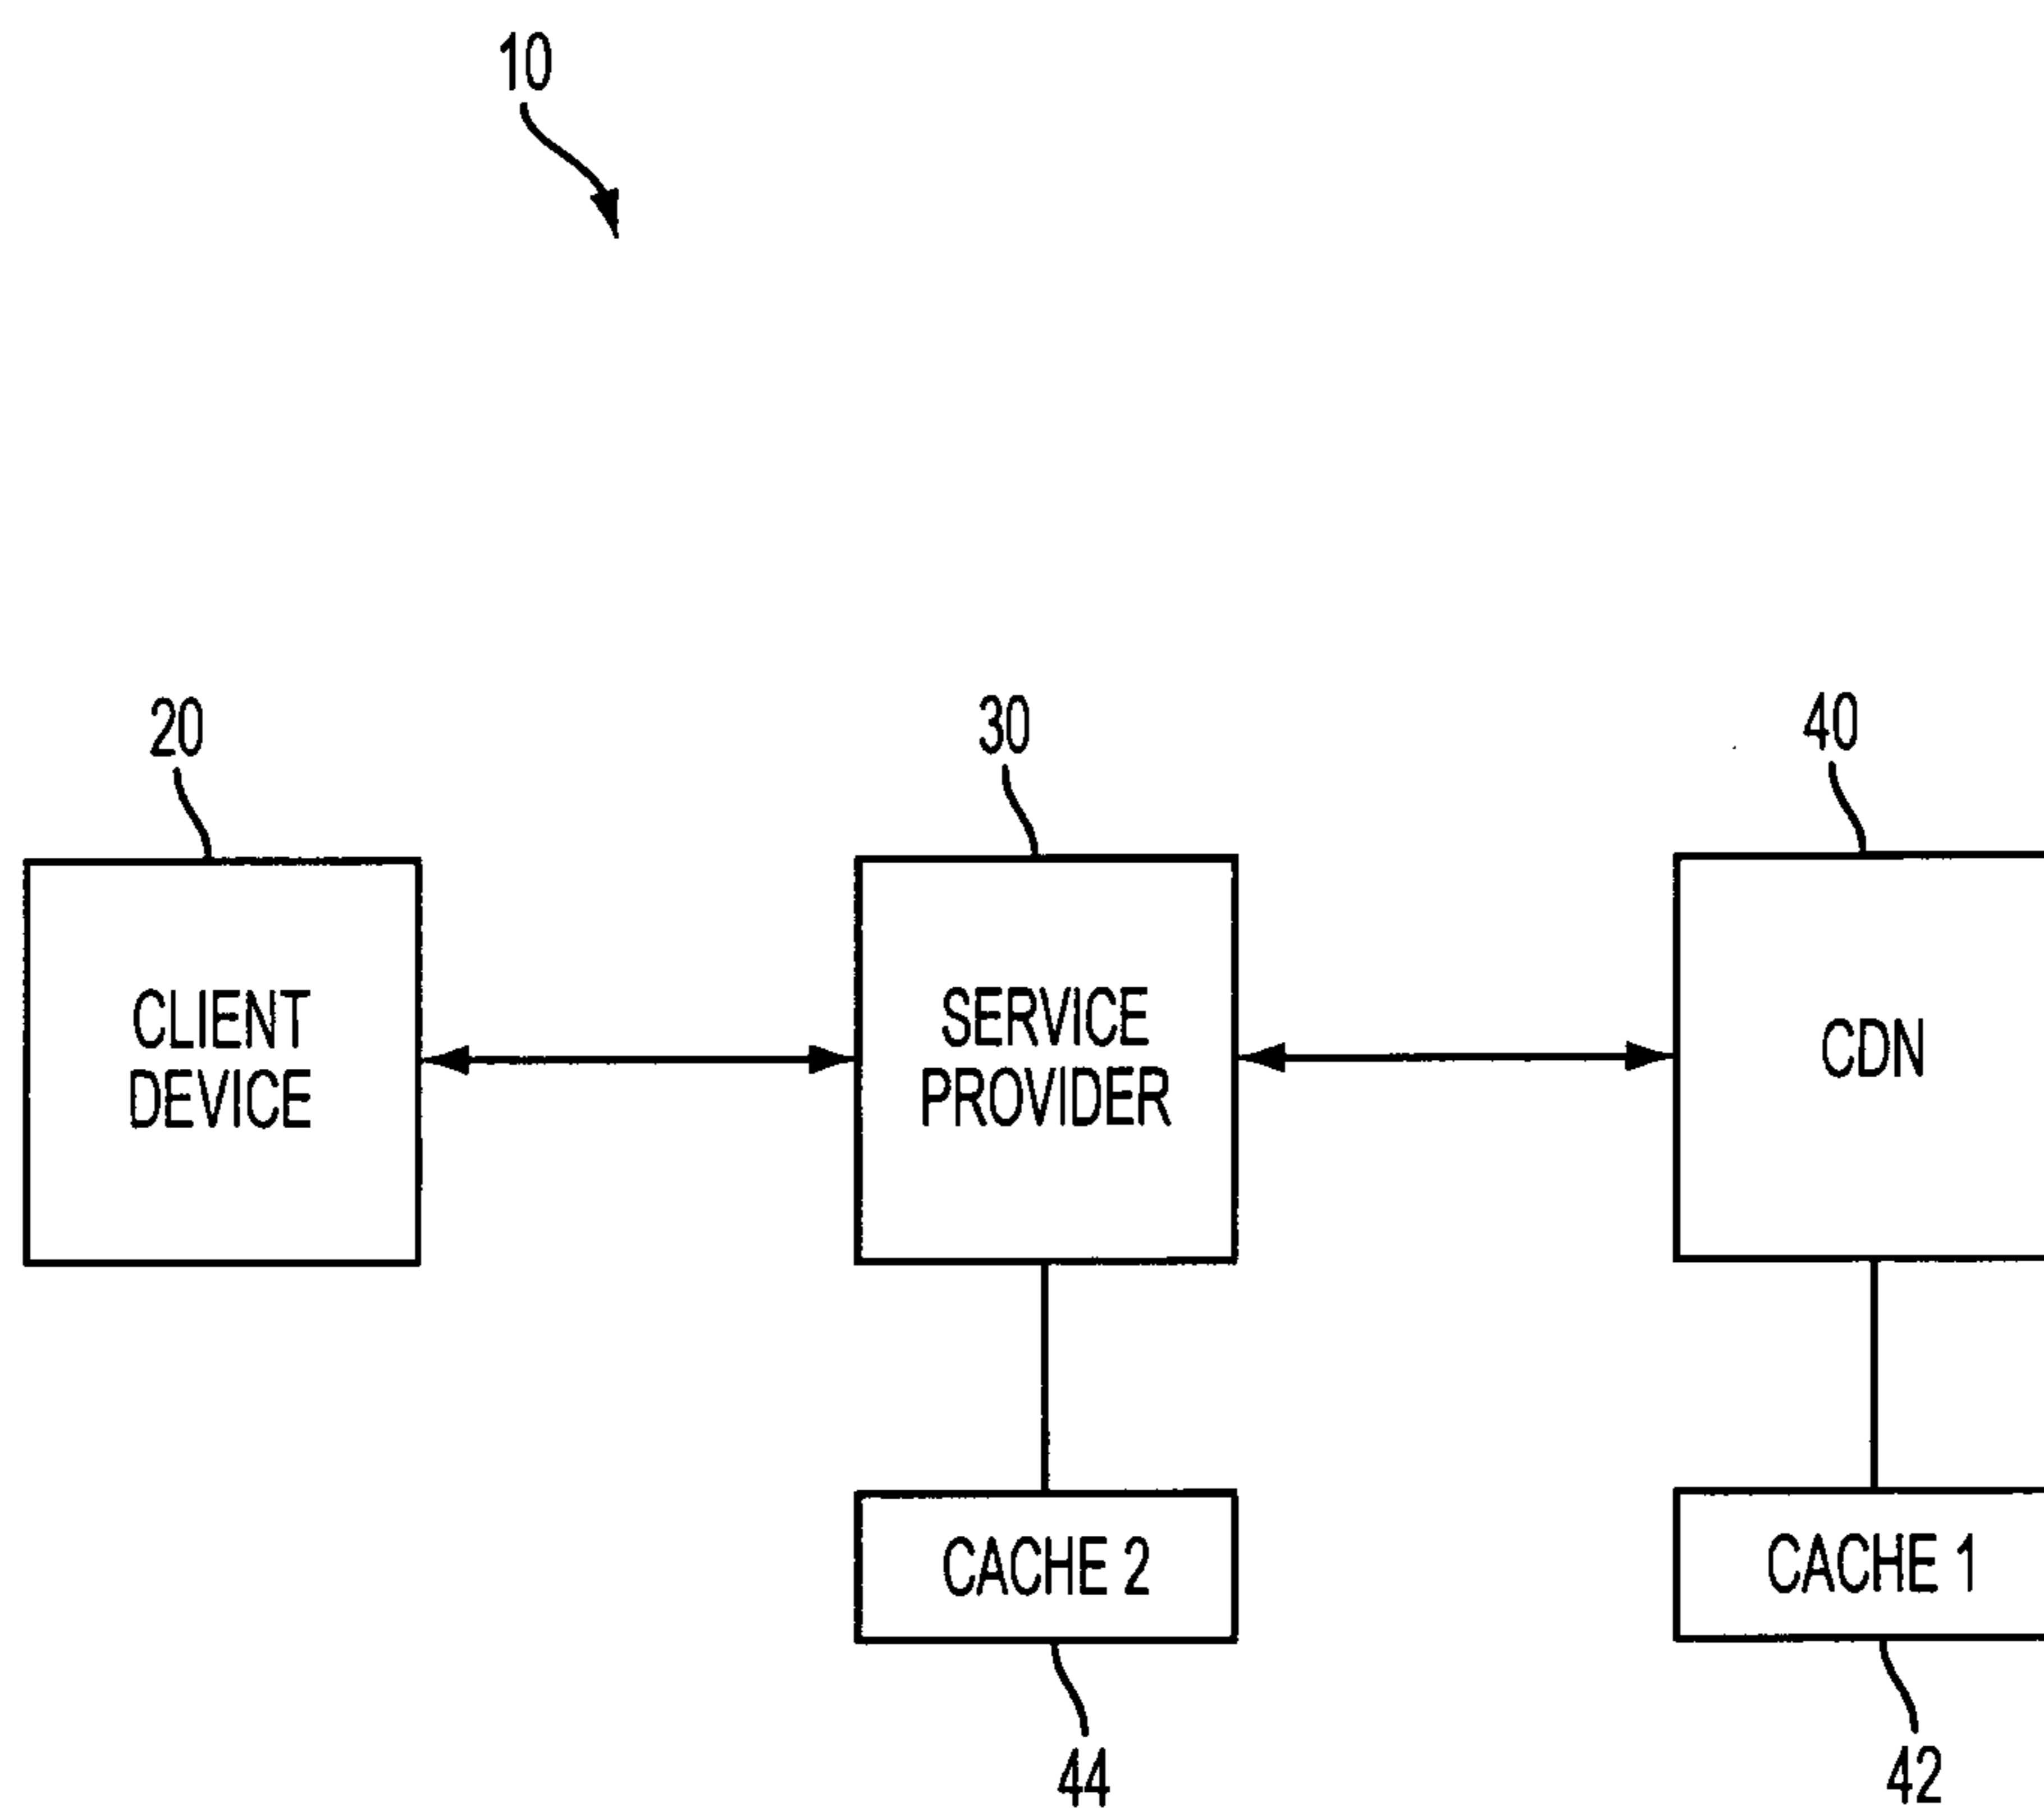 10
20
30
40
CLIENT
DEVICE
SERVICE
PROVIDER
CDN
CACHE 2
CACHE 1
44
42